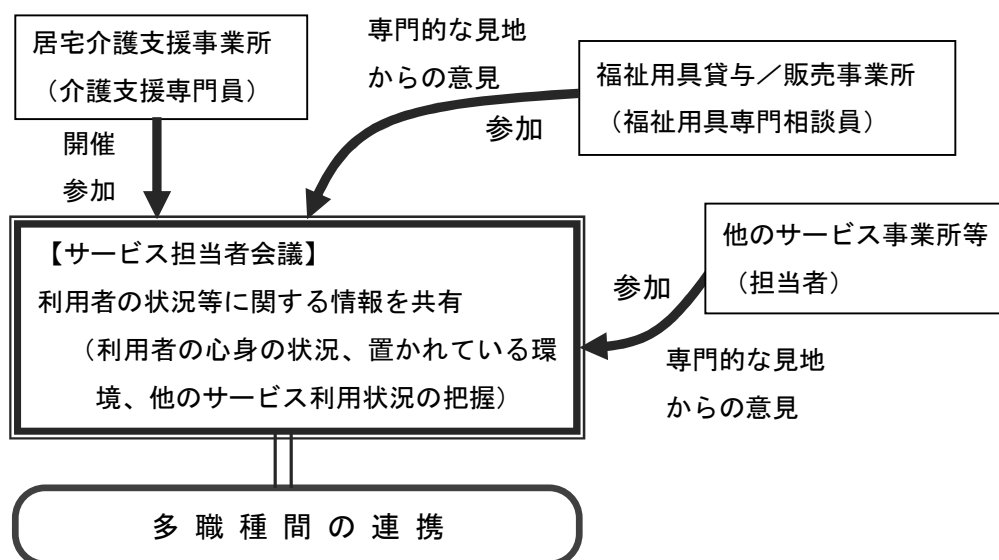 居宅介護支援事業所
（介護支援専門員）
開催
参加
専門的な見地
からの意見
参加
福祉用具貸与／販売事業所
（福祉用具専門相談員）
【サービス担当者会議】
利用者の状況等に関する情報を共有
（利用者の心身の状況、置かれている環
境、他のサービス利用状況の把握）
他のサービス事業所等
（担当者）
参加
専門的な見地
からの意見
多職種間の連携